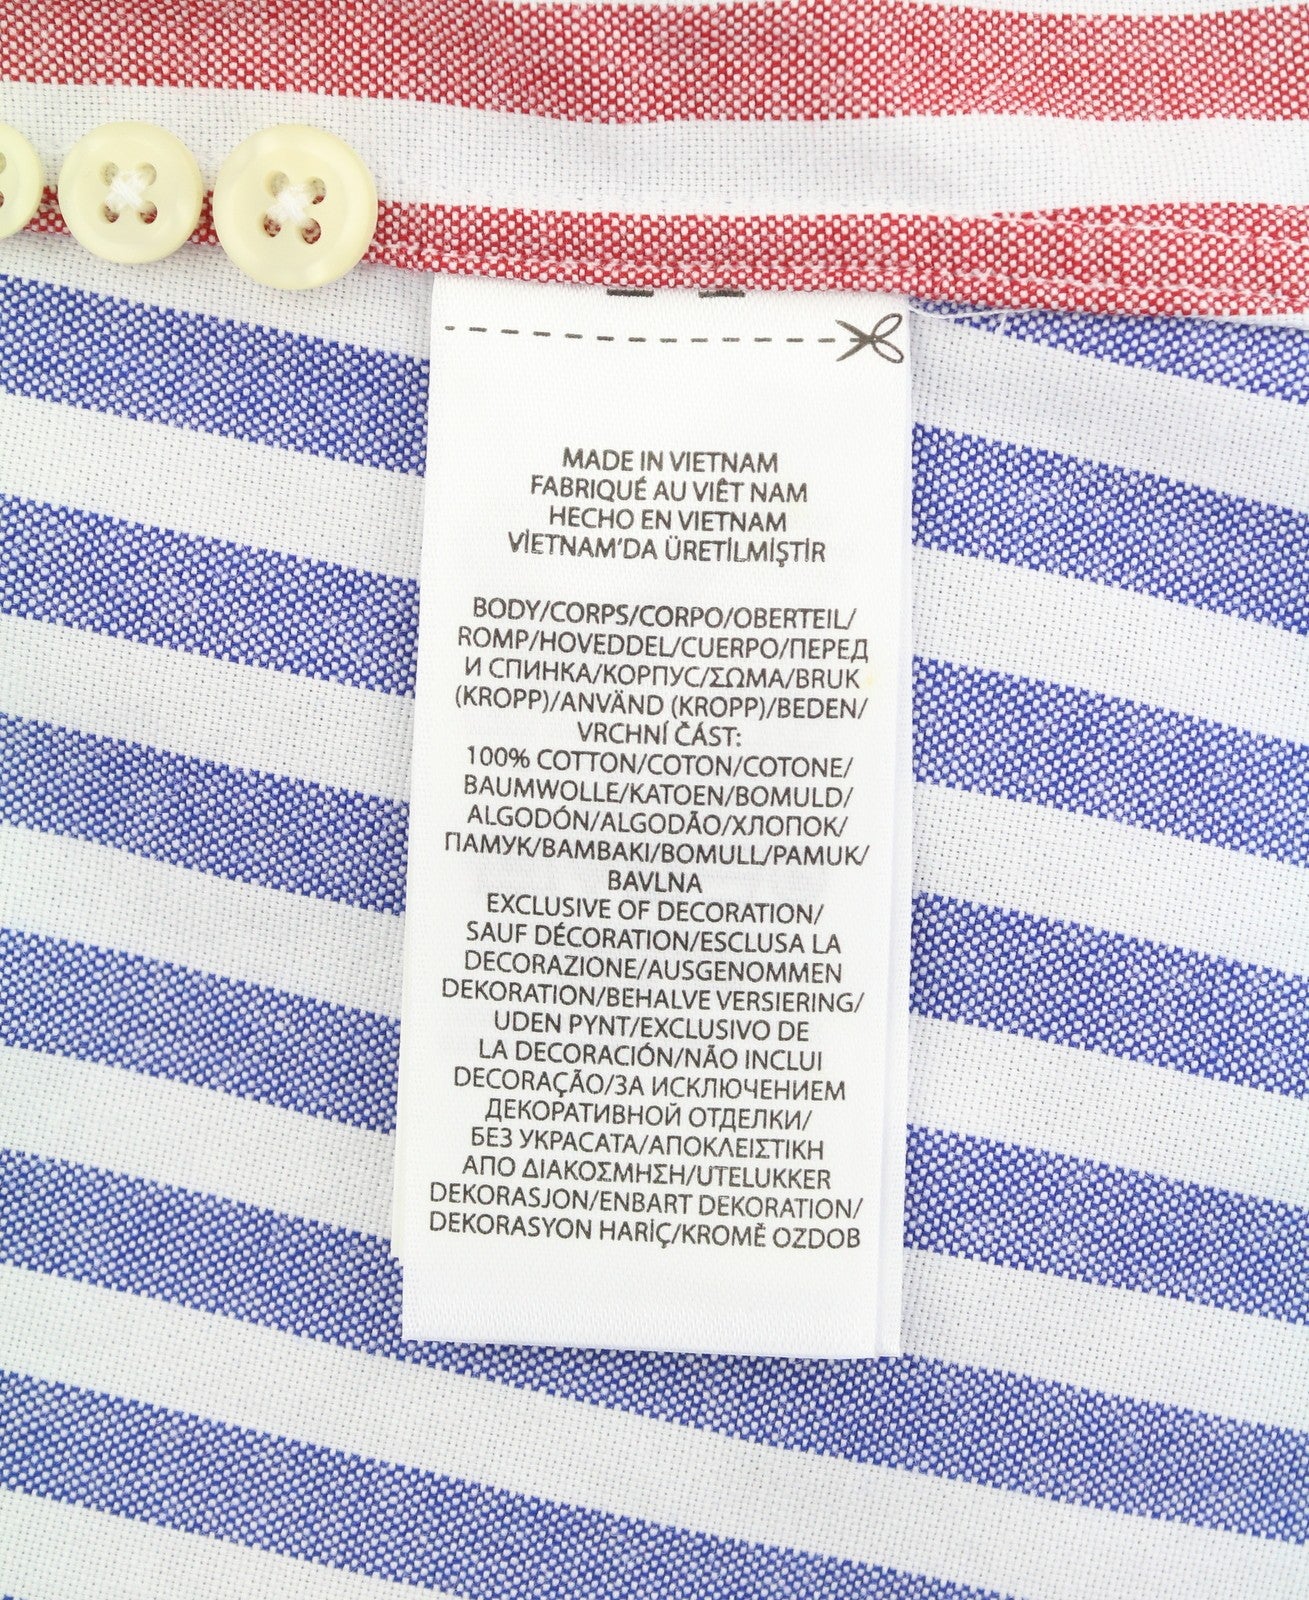 MADE IN VIETNAM
FABRIQUÉ AU VIÊT NAM
HECHO EN VIETNAM
VİETNAM'DA ÜRETİLMİŞTİR
BODY/CORPS/CORPO/OBERTEIL/
ROMP/HOVEDDEL/CUERPO/ПЕРЕД
И СПИНКА/КОРПУС/ΣΩΜΑ/BRUK
(KROPP)/ANVÄND (KROPP)/BEDEN/
VRCHNÍ ČÁST:
100% COTTON/COTON/COTONE/
BAUMWOLLE/KATOEN/BOMULD/
ALGODÓN/ALGODÃO/ХЛОПОК/
ПАМУК/ΒΑΜΒΑΚΙ/BOMULL/PAMUK/
BAVLNA
EXCLUSIVE OF DECORATION/
SAUF DÉCORATION/ESCLUSA LA
DECORAZIONE/AUSGENOMMEN
DEKORATION/BEHALVE VERSIERING/
UDEN PYNT/EXCLUSIVO DE
LA DECORACIÓN/NÃO INCLUI
DECORAÇÃO/ЗА ИСКЛЮЧЕНИЕМ
ДЕКОРАТИВНОЙ ОТДЕЛКИ/
БЕЗ УКРАСАТА/ΑΠΟΚΛΕΙΣΤΙΚΗ
ΑΠΟ ΔΙΑΚΟΣΜΗΣΗ/UTELUKKER
DEKORASJON/ENBART DEKORATION/
DEKORASYON HARİÇ/KROMĚ OZDOB